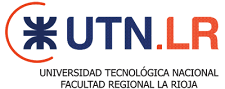 UTN.LR
UNIVERSIDAD TECNOLÓGICA NACIONAL
FACULTAD REGIONAL LA RIOJA